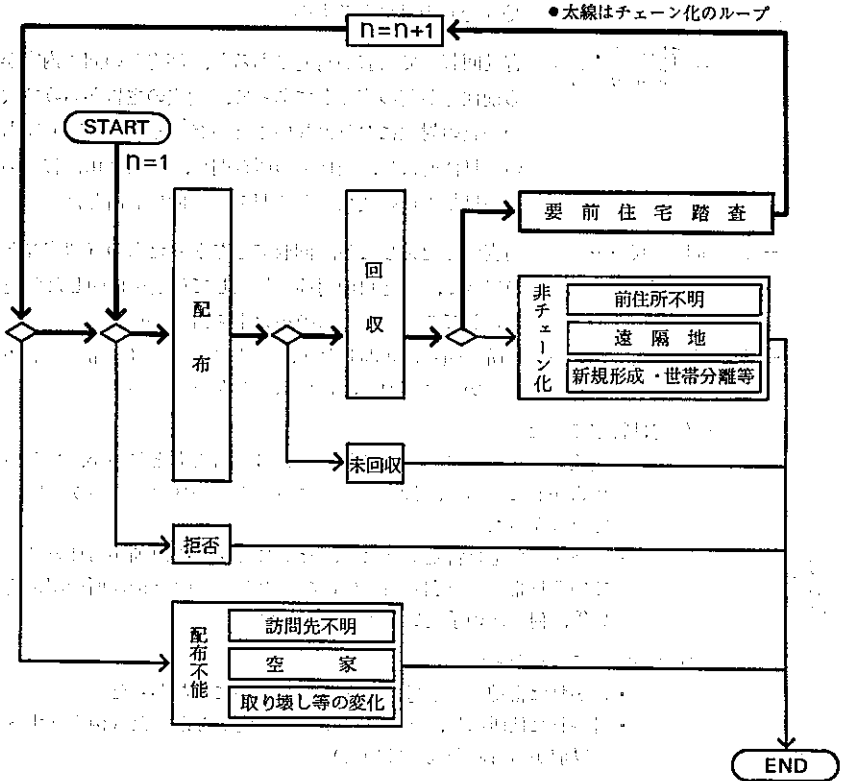 ●太線はチェーン化のループ
n=n+1
START
n=1
要前住宅踏査
配布
回収
非チェーン化
前住所不明
遠隔地
新規形成・世帯分離等
未回収
拒否
配布不能
訪問先不明
空家
取り壊し等の変化
END